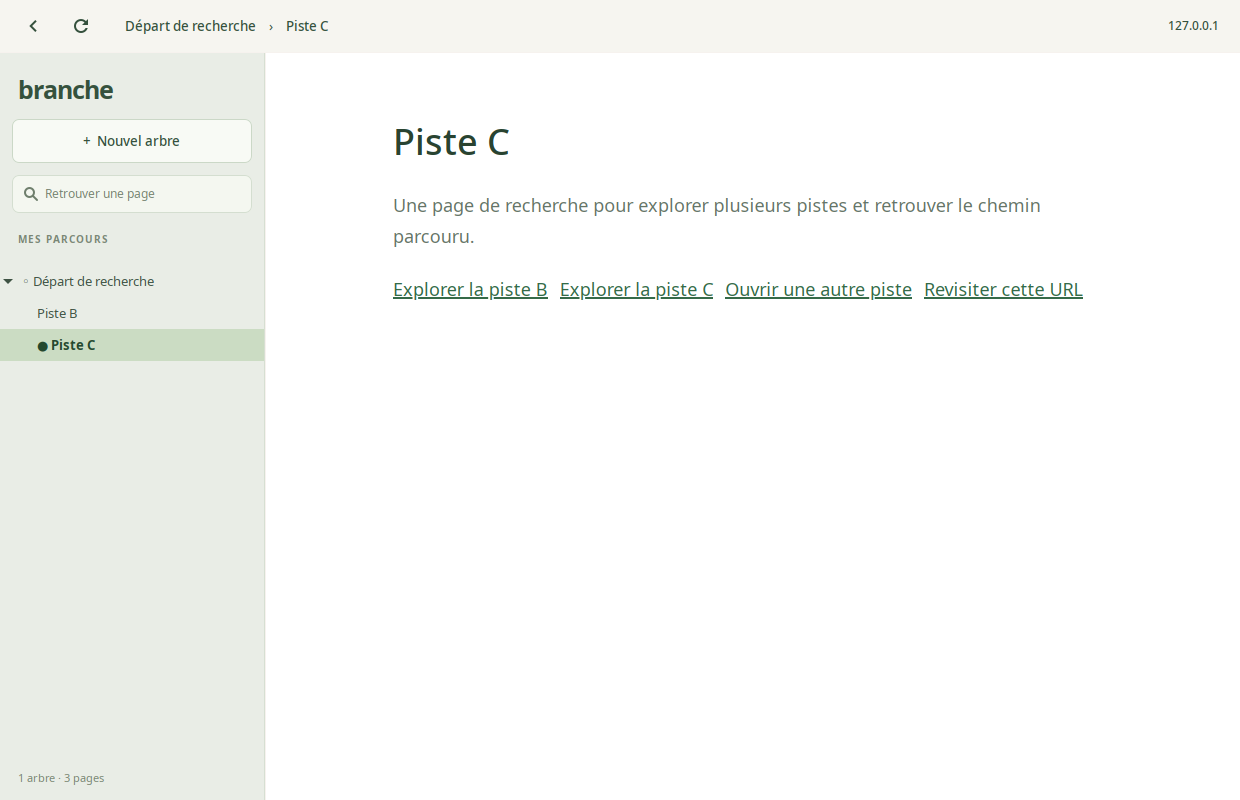 Départ de recherche › Piste C
127.0.0.1
branche
+ Nouvel arbre
Retrouver une page
MES PARCOURS
Départ de recherche
Piste B
Piste C
1 arbre · 3 pages
Piste C
Une page de recherche pour explorer plusieurs pistes et retrouver le chemin
parcouru.
Explorer la piste B Explorer la piste C Ouvrir une autre piste Revisiter cette URL